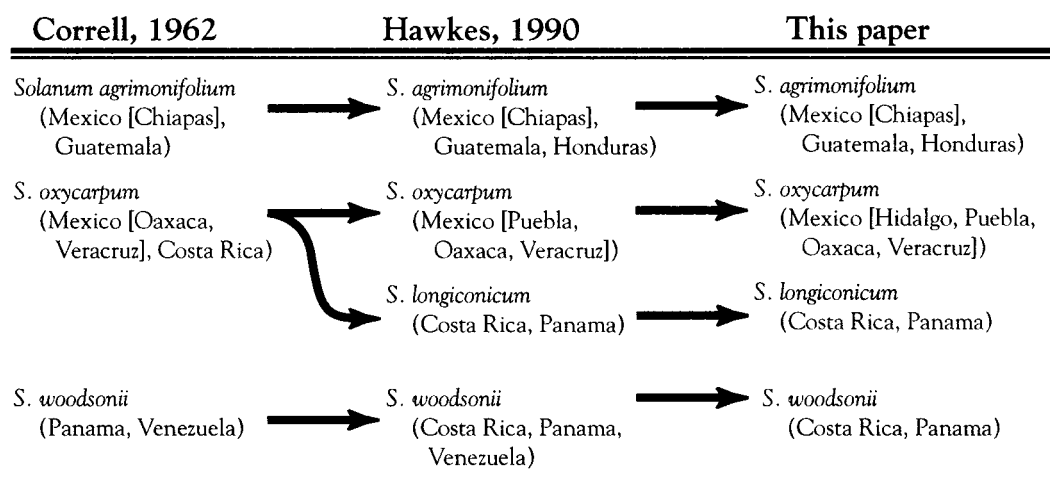 Correll, 1962
Hawkes, 1990
This paper
Solanum agrimonifolium
(Mexico [Chiapas],
Guatemala)
S. agrimonifolium
(Mexico [Chiapas],
Guatemala, Honduras)
S. agrimonifolium
(Mexico [Chiapas],
Guatemala, Honduras)
S. oxycarpum
(Mexico [Oaxaca,
Veracruz], Costa Rica)
S. oxycarpum
(Mexico [Puebla,
Oaxaca, Veracruz])
S. oxycarpum
(Mexico [Hidalgo, Puebla,
Oaxaca, Veracruz])
S. longiconicum
(Costa Rica, Panama)
S. longiconicum
(Costa Rica, Panama)
S. woodsonii
(Panama, Venezuela)
S. woodsonii
(Costa Rica, Panama,
Venezuela)
S. woodsonii
(Costa Rica, Panama)